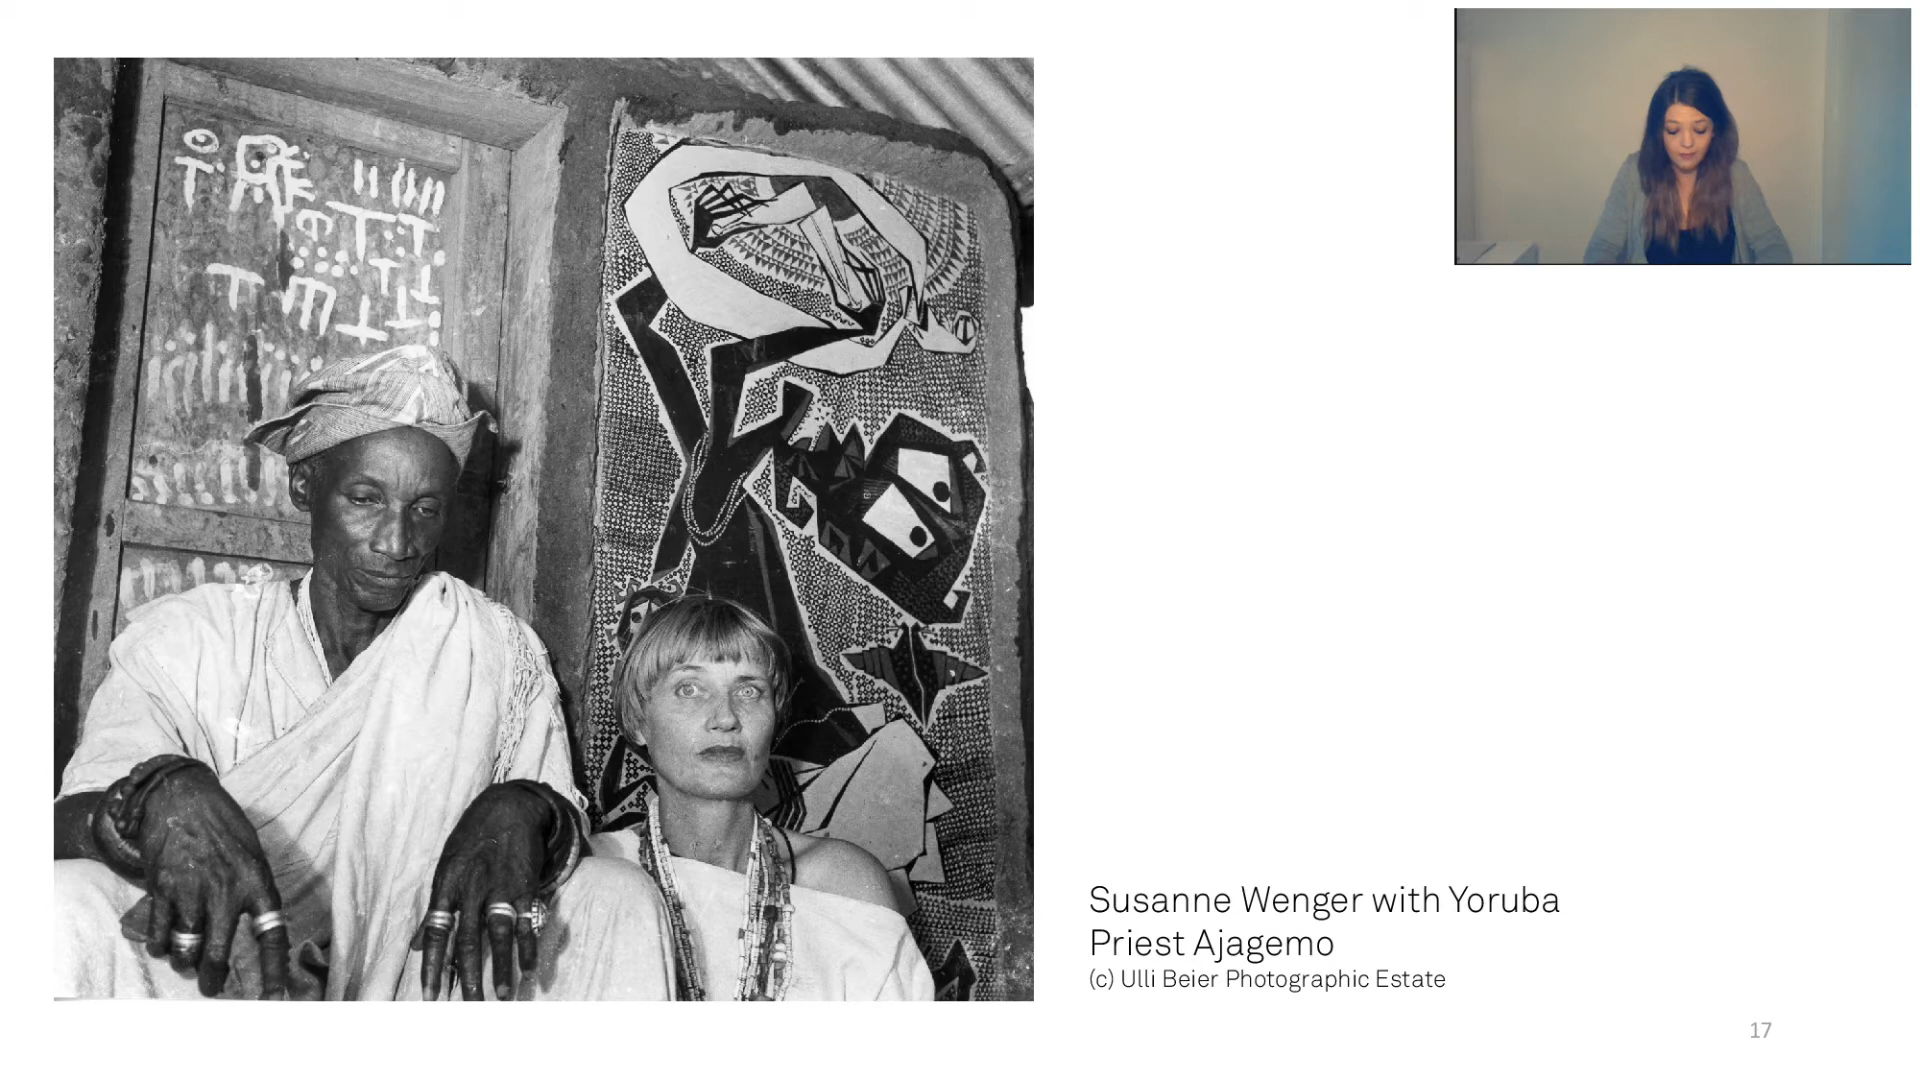 Susanne Wenger with Yoruba
Priest Ajagemo
(c) Ulli Beier Photographic Estate
17